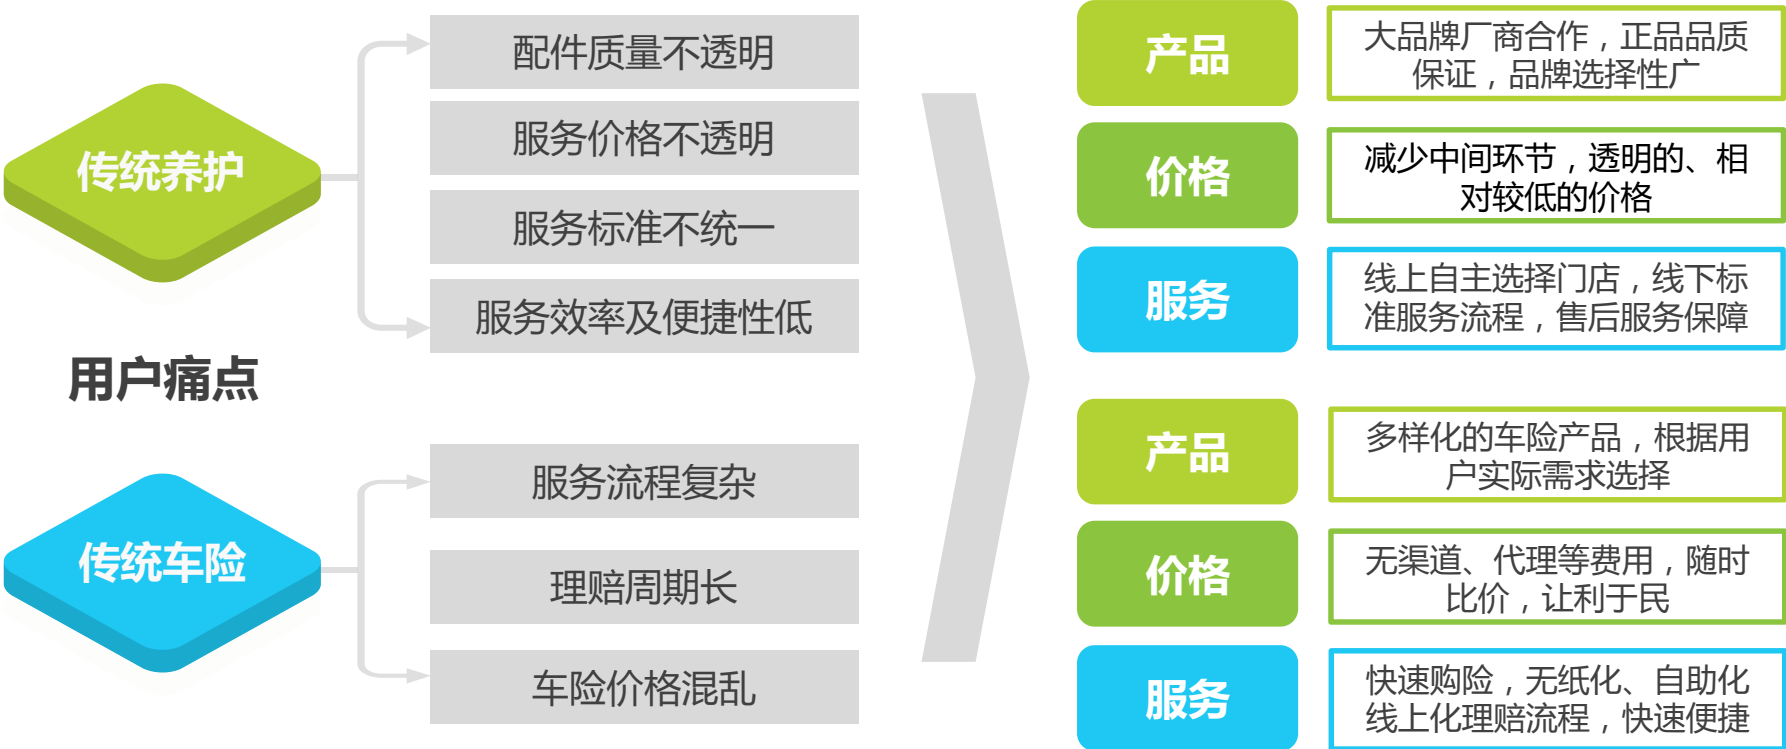 传统养护
配件质量不透明
服务价格不透明
服务标准不统一
服务效率及便捷性低
用户痛点
传统车险
服务流程复杂
理赔周期长
车险价格混乱
产品
大品牌厂商合作，正品品质
保证，品牌选择性广
价格
减少中间环节，透明的、相
对较低的价格
服务
线上自主选择门店，线下标
准服务流程，售后服务保障
产品
多样化的车险产品，根据用
户实际需求选择
价格
无渠道、代理等费用，随时
比价，让利于民
服务
快速购险，无纸化、自助化
线上化理赔流程，快速便捷